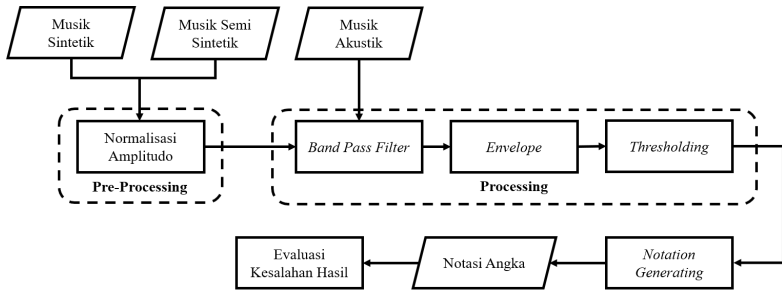 Musik
Sintetik
Musik Semi
Sintetik
Musik
Akustik
Normalisasi
Amplitudo
Pre-Processing
Band Pass Filter
Envelope
Thresholding
Processing
Evaluasi
Kesalahan Hasil
Notasi Angka
Notation
Generating